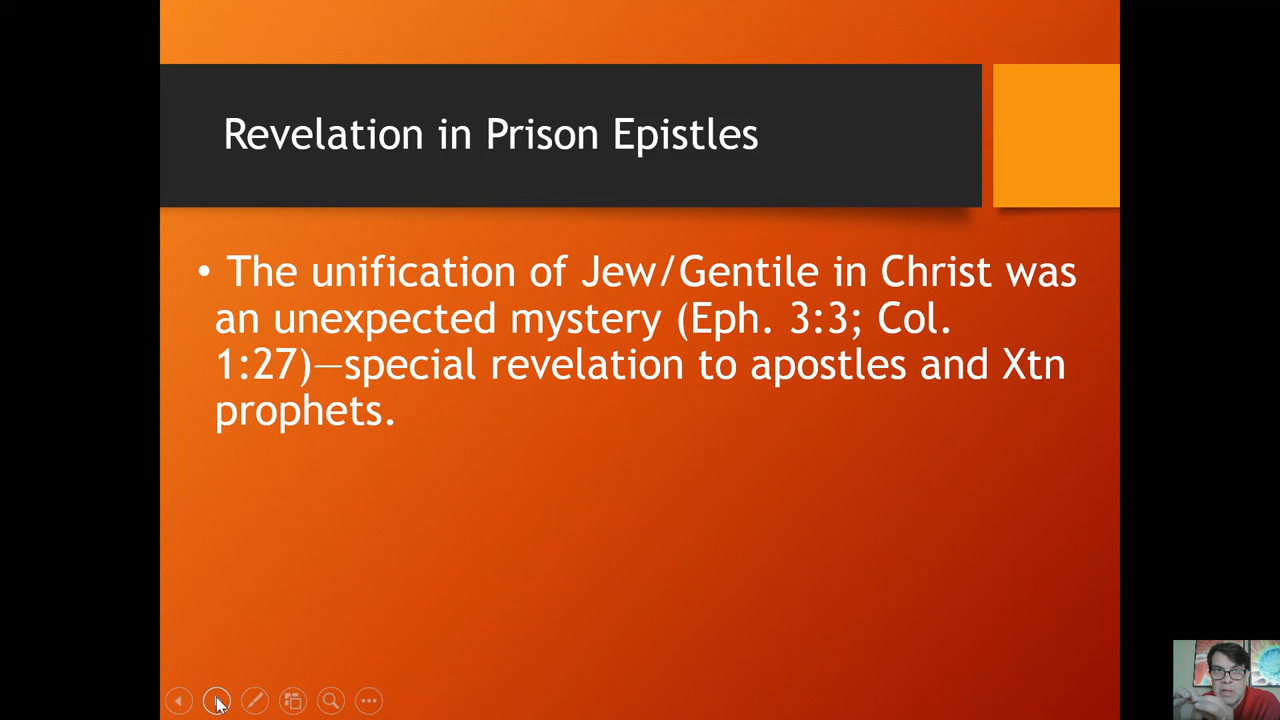 Revelation in Prison Epistles
• The unification of Jew/Gentile in Christ was
an unexpected mystery (Eph. 3:3; Col.
1:27)—special revelation to apostles and Xtn
prophets.